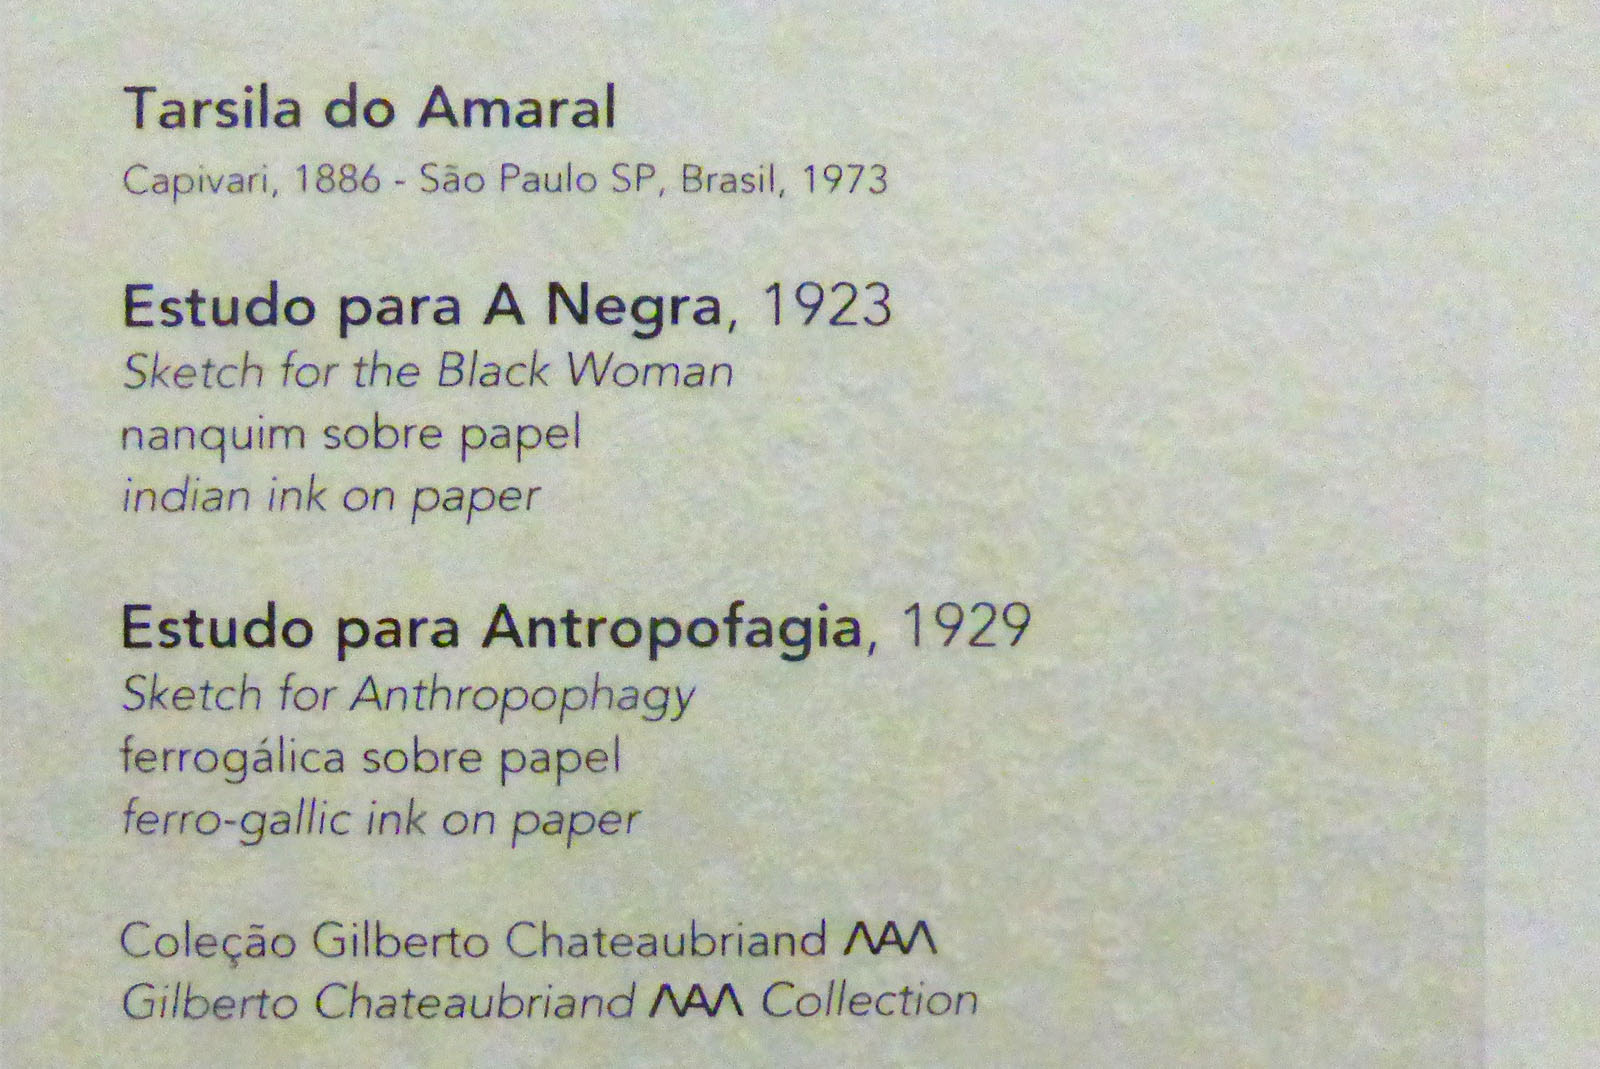 Tarsila do Amaral
Capivari, 1886 - São Paulo SP, Brasil, 1973
Estudo para A Negra, 1923
Sketch for the Black Woman
nanquim sobre papel
indian ink on paper
Estudo para Antropofagia, 1929
Sketch for Anthropophagy
ferrogálica sobre papel
ferro-gallic ink on paper
Coleção Gilberto Chateaubriand
Gilberto Chateaubriand Collection